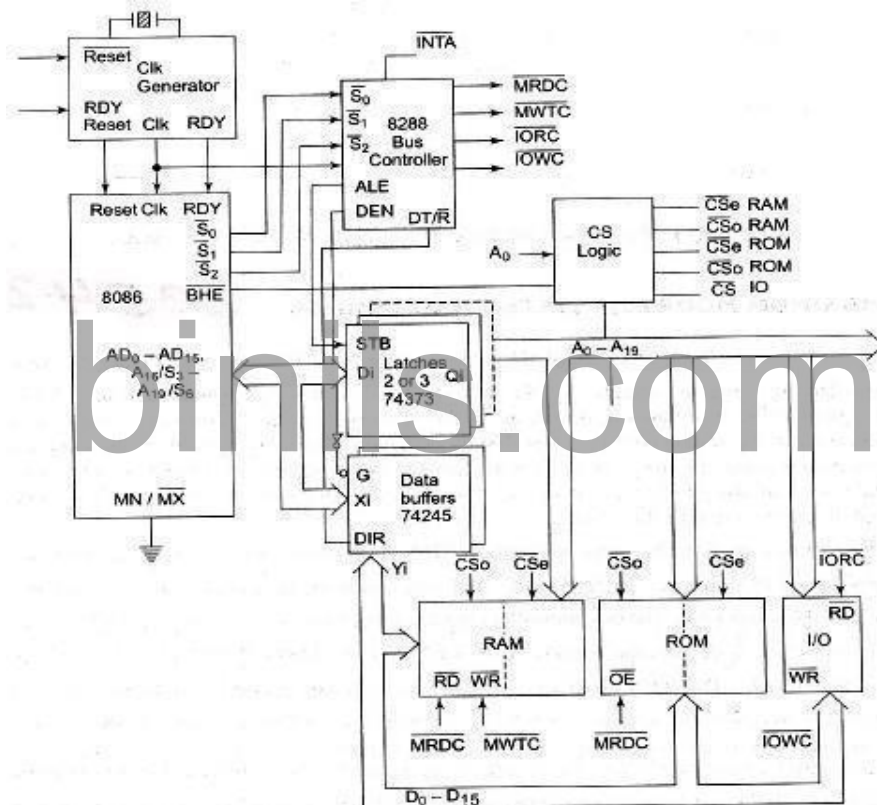 Reset
Clk
Generator
RDY
Reset Clk RDY
INTA
S0
S1
S2
8288
Bus
Controller
ALE
DEN
DT/R
MRDC
MWTC
IORC
IOWC
Reset Clk RDY
S0
S1
S2
BHE
8086
AD0 – AD15,
A16/S3 –
A19/S6
MN / MX
A0
CS
Logic
CSe RAM
CSo RAM
CSe ROM
CSo ROM
CS IO
A0 – A19
STB
Di
Latches
2 or 3
74373
Qi
binils.com
G
Xi
DIR
Data
buffers
74245
Yi
CSo
CSe
CSo
CSe
IORC
RAM
RD WR
MRDC
MWTC
ROM
OE
MRDC
RD
I/O
WR
IOWC
D0 – D15